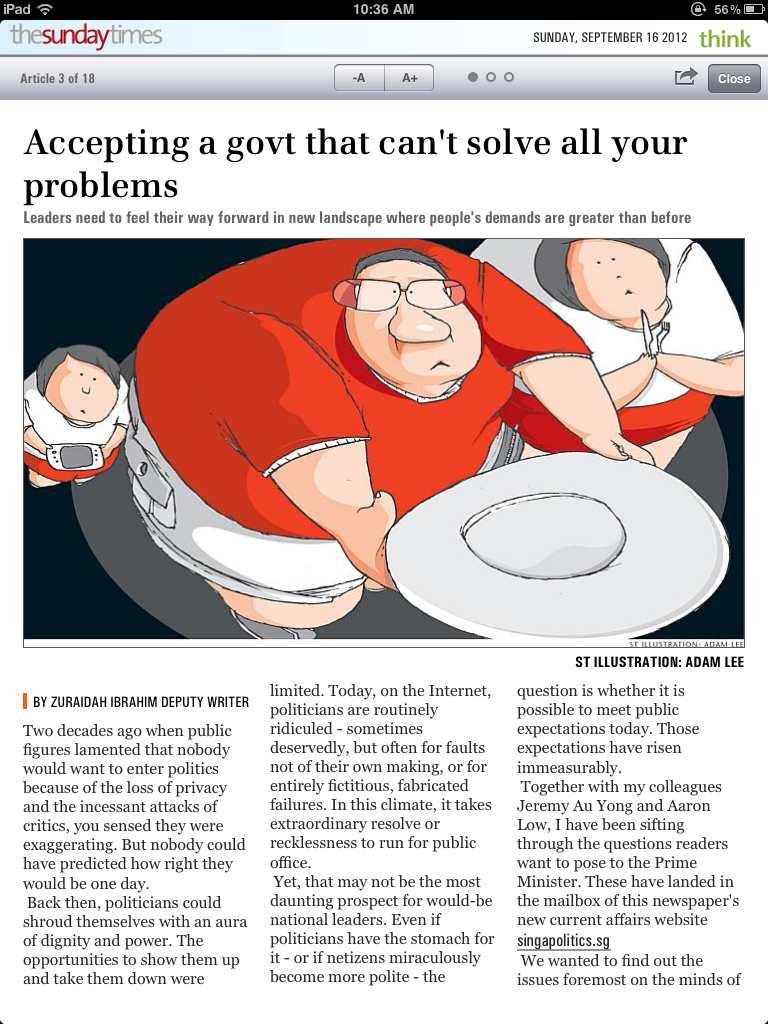 iPad
10:36 AM
56%
thesundaytimes
SUNDAY, SEPTEMBER 16 2012 think
Article 3 of 18
-A
A+
Close
Accepting a govt that can't solve all your
problems
Leaders need to feel their way forward in new landscape where people's demands are greater than before
ST ILLUSTRATION: ADAM LEE
ST ILLUSTRATION: ADAM LEE
BY ZURAIDAH IBRAHIM DEPUTY WRITER
Two decades ago when public
figures lamented that nobody
would want to enter politics
because of the loss of privacy
and the incessant attacks of
critics, you sensed they were
exaggerating. But nobody could
have predicted how right they
would be one day.
Back then, politicians could
shroud themselves with an aura
of dignity and power. The
opportunities to show them up
and take them down were
limited. Today, on the Internet,
politicians are routinely
ridiculed - sometimes
deservedly, but often for faults
not of their own making, or for
entirely fictitious, fabricated
failures. In this climate, it takes
extraordinary resolve or
recklessness to run for public
office.
Yet, that may not be the most
daunting prospect for would-be
national leaders. Even if
politicians have the stomach for
it - or if netizens miraculously
become more polite - the
question is whether it is
possible to meet public
expectations today. Those
expectations have risen
immeasurably.
Together with my colleagues
Jeremy Au Yong and Aaron
Low, I have been sifting
through the questions readers
want to pose to the Prime
Minister. These have landed in
the mailbox of this newspaper's
new current affairs website
singapolitics.sg
We wanted to find out the
issues foremost on the minds of